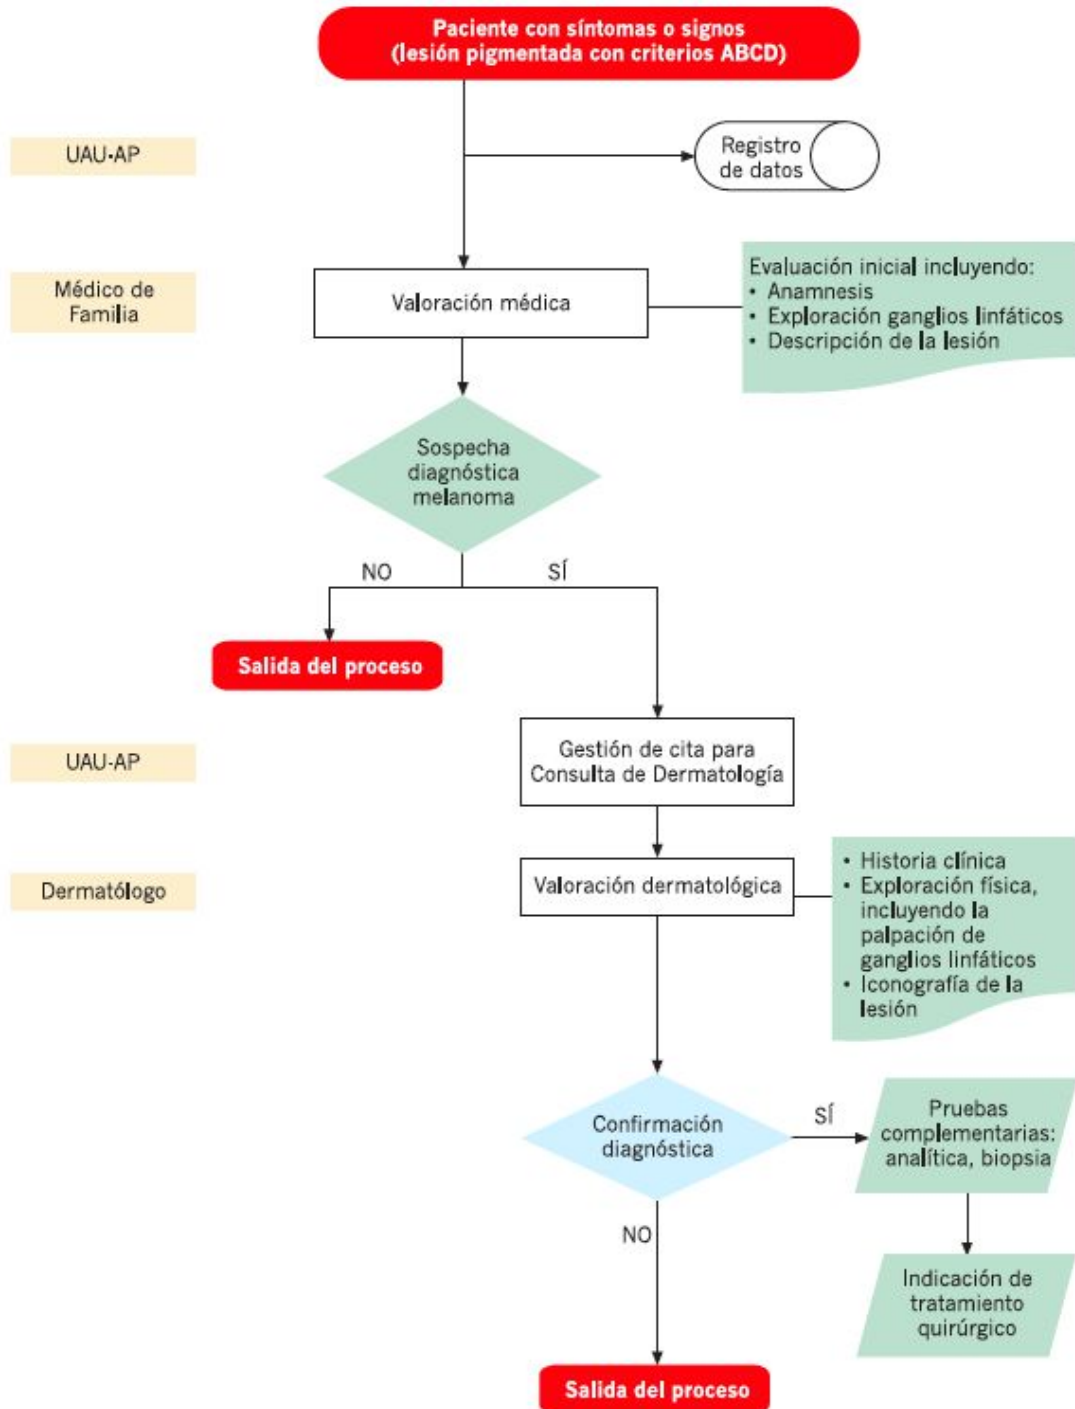 Paciente con síntomas o signos
(lesión pigmentada con criterios ABCD)
UAU-AP
Registro
de datos
Médico de
Familia
Valoración médica
Evaluación inicial incluyendo:
• Anamnesis
• Exploración ganglios linfáticos
• Descripción de la lesión
Sospecha
diagnóstica
melanoma
NO
SÍ
Salida del proceso
UAU-AP
Gestión de cita para
Consulta de Dermatología
Dermatólogo
Valoración dermatológica
• Historia clínica
• Exploración física,
incluyendo la
palpación de
ganglios linfáticos
• Iconografía de la
lesión
Confirmación
diagnóstica
SÍ
Pruebas
complementarias:
analítica, biopsia
NO
Indicación de
tratamiento
quirúrgico
Salida del proceso